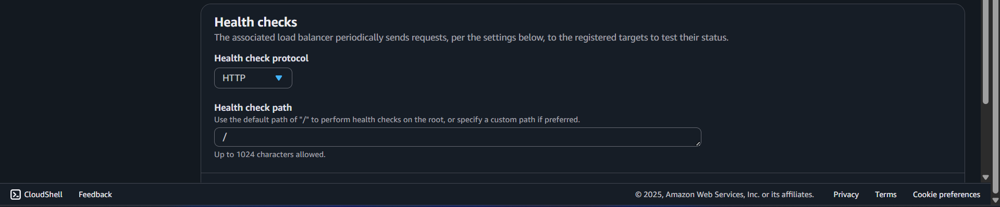 Health checks
The associated load balancer periodically sends requests, per the settings below, to the registered targets to test their status.
Health check protocol
HTTP
Health check path
Use the default path of "/" to perform health checks on the root, or specify a custom path if preferred.
/
Up to 1024 characters allowed.
CloudShell Feedback © 2025, Amazon Web Services, Inc. or its affiliates. Privacy Terms Cookie preferences